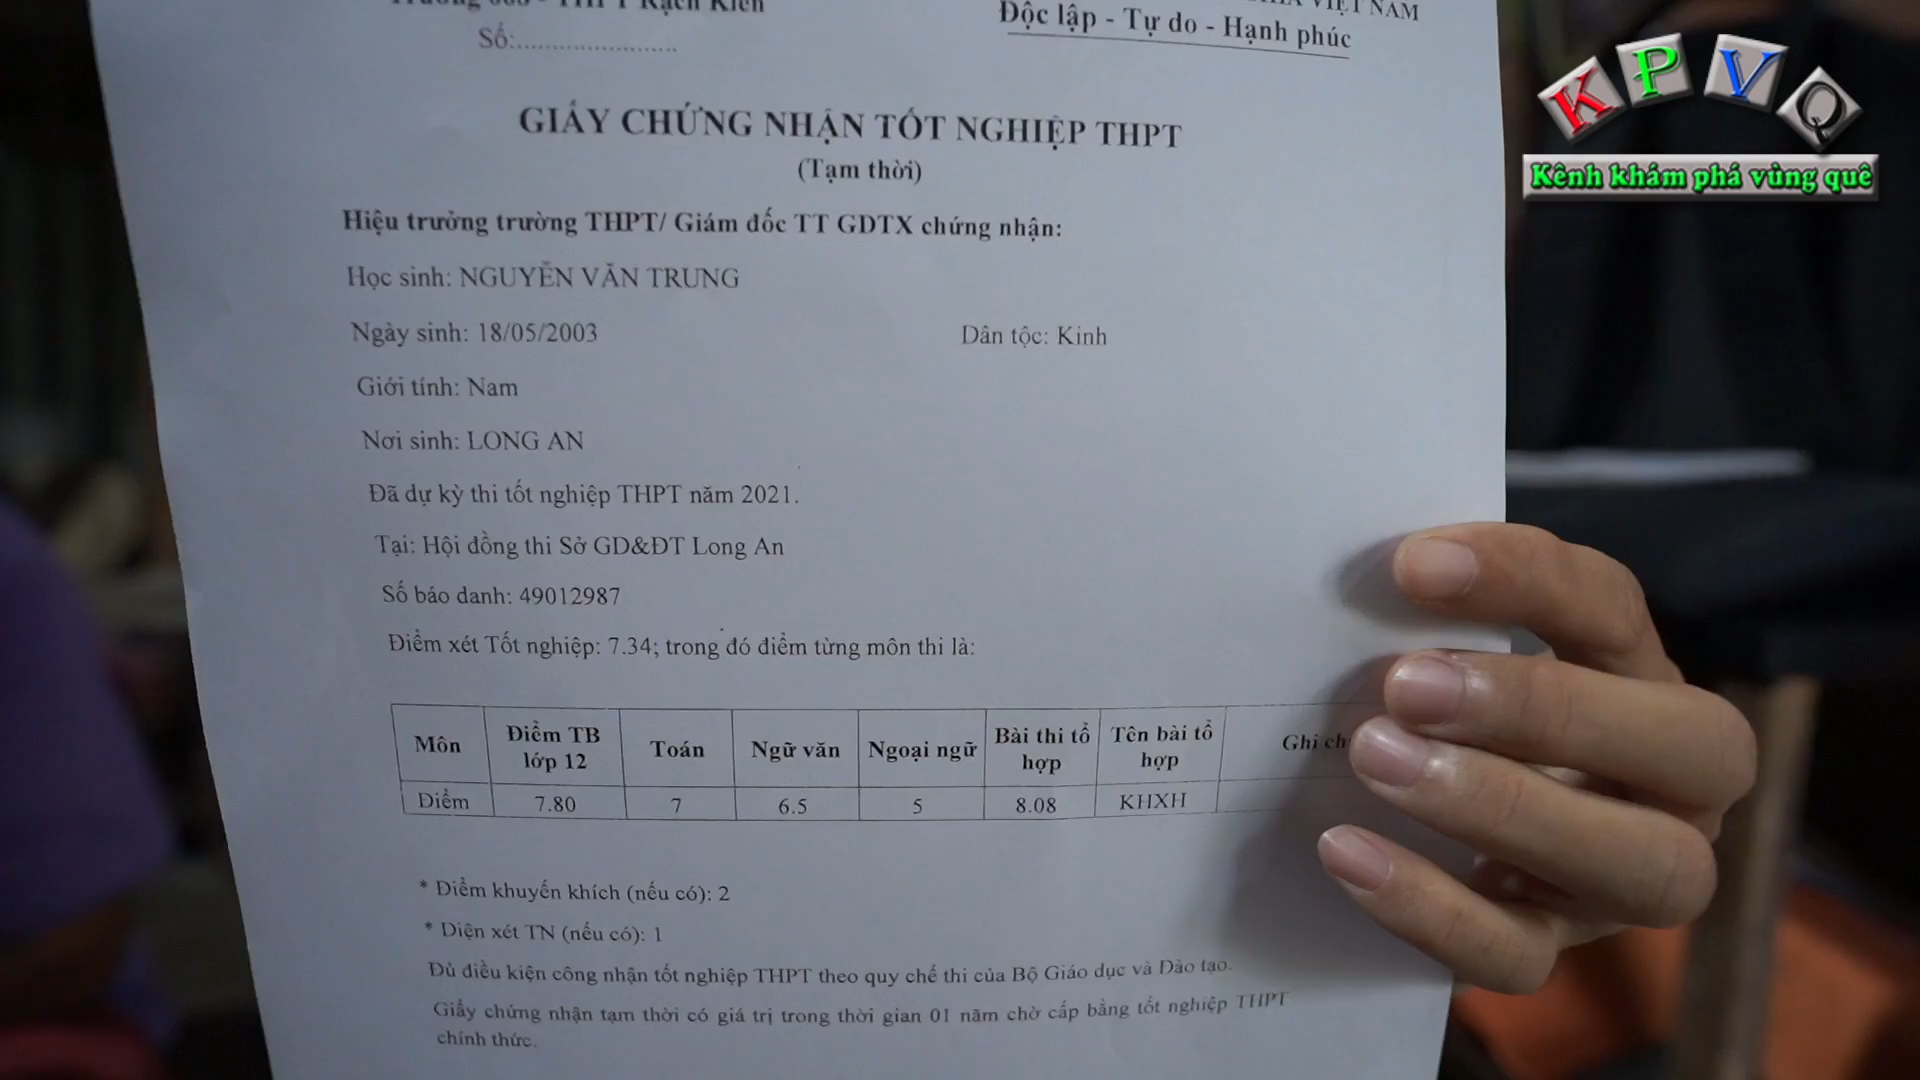 THPT Rạch Kiến
VIỆT NAM
Độc lập - Tự do - Hạnh phúc
Số:........................
K P V Q
Kênh khám phá vùng quê
GIẤY CHỨNG NHẬN TỐT NGHIỆP THPT
(Tạm thời)
Hiệu trưởng trường THPT/ Giám đốc TT GDTX chứng nhận:
Học sinh: NGUYỄN VĂN TRUNG
Ngày sinh: 18/05/2003 Dân tộc: Kinh
Giới tính: Nam
Nơi sinh: LONG AN
Đã dự kỳ thi tốt nghiệp THPT năm 2021.
Tại: Hội đồng thi Sở GD&ĐT Long An
Số báo danh: 49012987
Điểm xét Tốt nghiệp: 7.34; trong đó điểm từng môn thi là:
Môn Điểm TB lớp 12 Toán Ngữ văn Ngoại ngữ Bài thi tổ hợp Tên bài tổ hợp Ghi
Điểm 7.80 7 6.5 5 8.08 KHXH
* Điểm khuyến khích (nếu có): 2
* Diện xét TN (nếu có): 1
Đủ điều kiện công nhận tốt nghiệp THPT theo quy chế thi của Bộ Giáo dục và Đào tạo.
Giấy chứng nhận tạm thời có giá trị trong thời gian 01 năm chờ cấp bằng tốt nghiệp THPT
chính thức.